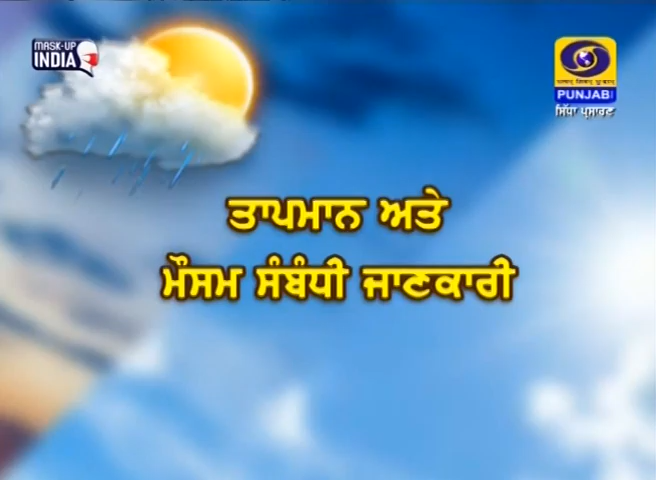 MASK-UP
INDIA
PUNJABI
ਸਿੱਧਾ ਪ੍ਰਸਾਰਣ
ਤਾਪਮਾਨ ਅਤੇ
ਮੌਸਮ ਸੰਬੰਧੀ ਜਾਣਕਾਰੀ